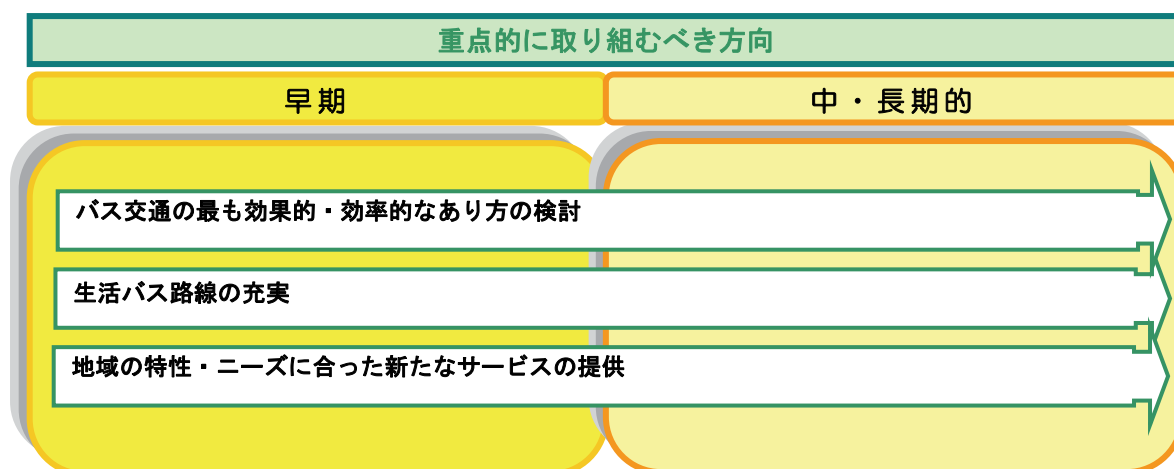 重点的に取り組むべき方向
早期
中・長期的
バス交通の最も効果的・効率的なあり方の検討
生活バス路線の充実
地域の特性・ニーズに合った新たなサービスの提供